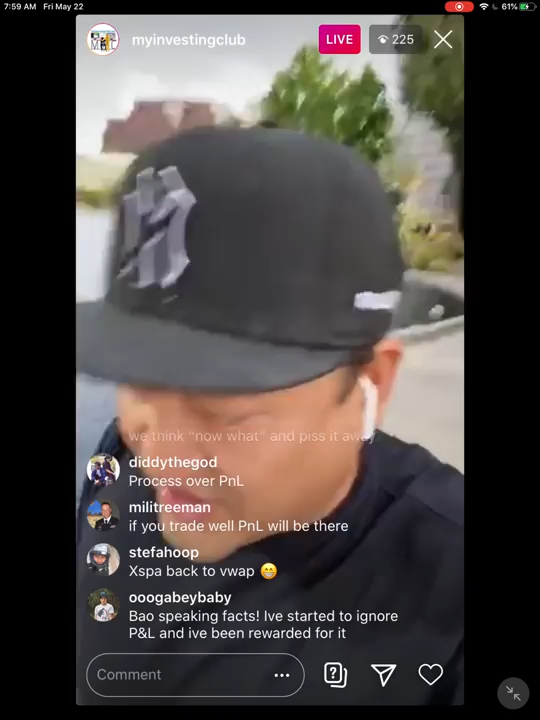 7:59 AM Fri May 22
61%
myinvestingclub
LIVE
225
we think "now what" and piss it away
diddythegod
Process over PnL
militreeman
if you trade well PnL will be there
stefahoop
Xspa back to vwap 😁
ooogabeybaby
Bao speaking facts! Ive started to ignore
P&L and ive been rewarded for it
Comment